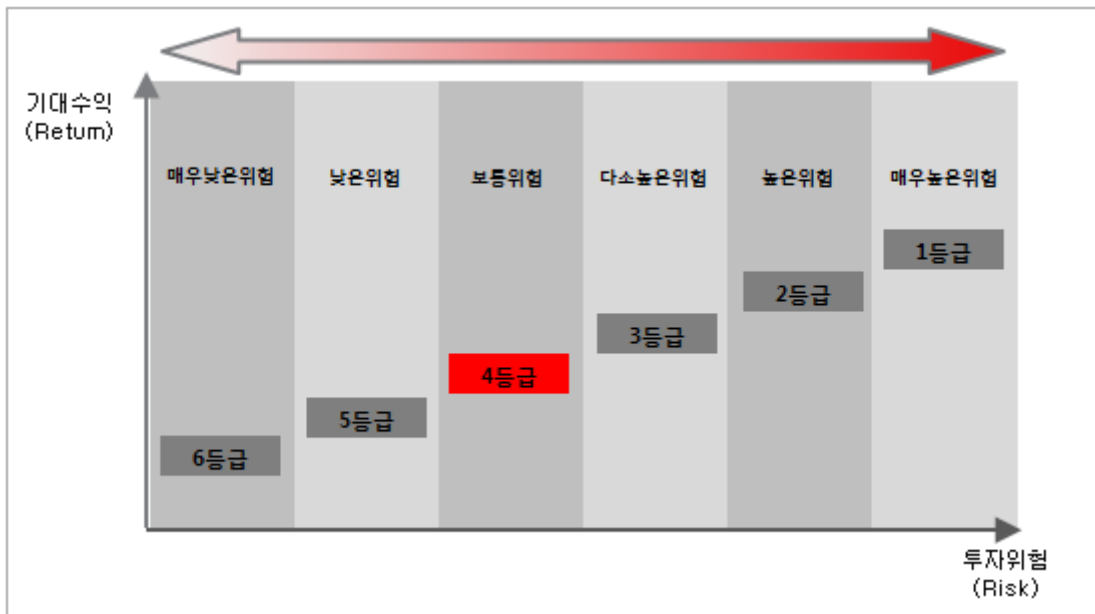 기대수익
(Retum)
매우낮은위험
낮은위험
보통위험
다소높은위험
높은위험
매우높은위험
1등급
2등급
3등급
4등급
5등급
6등급
투자위험
(Risk)